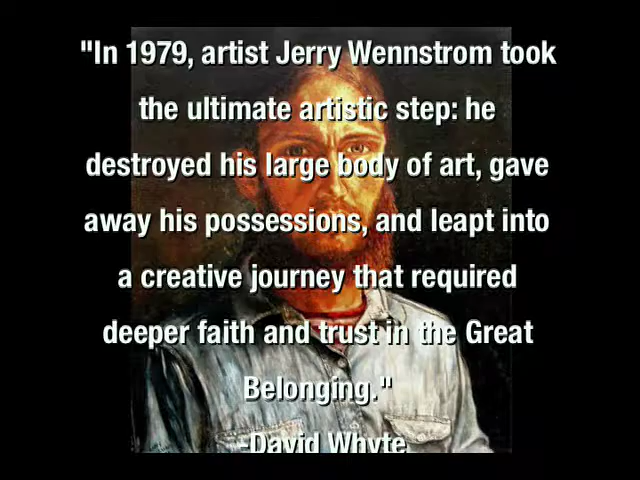 "In 1979, artist Jerry Wennstrom took
the ultimate artistic step: he
destroyed his large body of art, gave
away his possessions, and leapt into
a creative journey that required
deeper faith and trust in the Great
Belonging."
-David Whyte